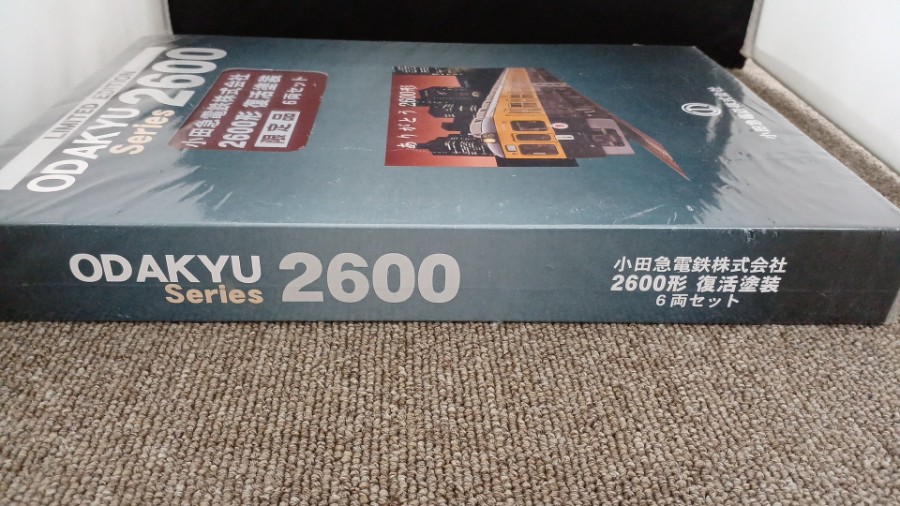 LIMITED EDITION
ODAKYU
Series 2600
小田急電鉄株式会社
2600形 復活塗装
限定品 6両セット
ありがとう 2600形
ODAKYU
Series 2600
小田急電鉄株式会社
2600形 復活塗装
6両セット